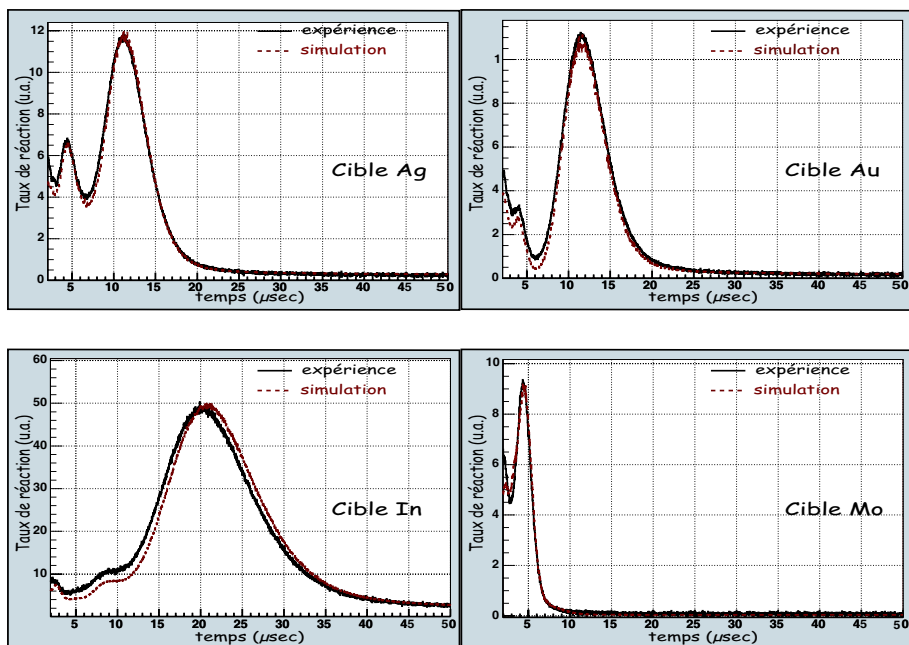 Taux de réaction (u.a.)
12
10
8
6
4
2
0
expérience
simulation
Cible Ag
5 10 15 20 25 30 35 40 45 50
temps (µsec)
Taux de réaction (u.a.)
1
8
6
4
2
0
expérience
simulation
Cible Au
5 10 15 20 25 30 35 40 45 50
temps (µsec)
Taux de réaction (u.a.)
60
50
40
30
20
10
expérience
simulation
Cible In
5 10 15 20 25 30 35 40 45 50
temps (µsec)
Taux de réaction (u.a.)
10
8
6
4
2
0
expérience
simulation
Cible Mo
5 10 15 20 25 30 35 40 45 50
temps (µsec)